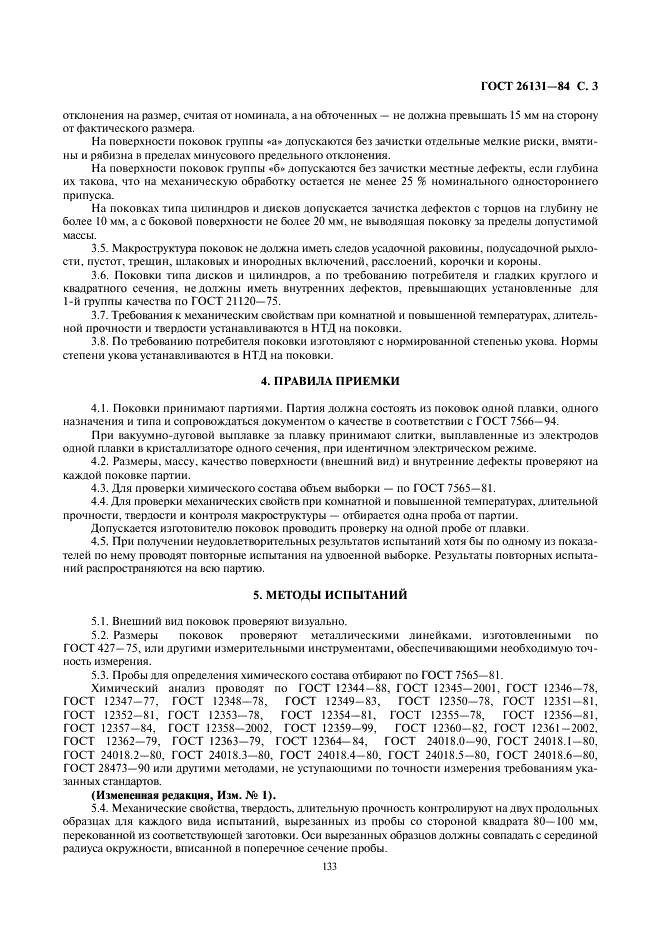 ГОСТ 26131—84 С. 3
отклонения на размер, считая от номинала, а на обточенных — не должна превышать 15 мм на сторону
от фактического размера.
На поверхности поковок группы «а» допускаются без зачистки отдельные мелкие риски, вмяти-
ны и рябизна в пределах минусового предельного отклонения.
На поверхности поковок группы «б» допускаются без зачистки местные дефекты, если глубина
их такова, что на механическую обработку остается не менее 25 % номинального одностороннего
припуска.
На поковках типа цилиндров и дисков допускается зачистка дефектов с торцов на глубину не
более 10 мм, а с боковой поверхности не более 20 мм, не выводящая поковку за пределы допустимой
массы.
3.5. Макроструктура поковок не должна иметь следов усадочной раковины, подусадочной рыхло-
сти, пустот, трещин, шлаковых и инородных включений, расслоений, корочки и короны.
3.6. Поковки типа дисков и цилиндров, а по требованию потребителя и гладких круглого и
квадратного сечения, не должны иметь внутренних дефектов, превышающих установленные для
1-й группы качества по ГОСТ 21120—75.
3.7. Требования к механическим свойствам при комнатной и повышенной температурах, длитель-
ной прочности и твердости устанавливаются в НТД на поковки.
3.8. По требованию потребителя поковки изготовляют с нормированной степенью укова. Нормы
степени укова устанавливаются в НТД на поковки.
4. ПРАВИЛА ПРИЕМКИ
4.1. Поковки принимают партиями. Партия должна состоять из поковок одной плавки, одного
назначения и типа и сопровождаться документом о качестве в соответствии с ГОСТ 7566—94.
При вакуумно-дуговой выплавке за плавку принимают слитки, выплавленные из электродов
одной плавки в кристаллизаторе одного сечения, при идентичном электрическом режиме.
4.2. Размеры, массу, качество поверхности (внешний вид) и внутренние дефекты проверяют на
каждой поковке партии.
4.3. Для проверки химического состава объем выборки — по ГОСТ 7565—81.
4.4. Для проверки механических свойств при комнатной и повышенной температурах, длительной
прочности, твердости и контроля макроструктуры — отбирается одна проба от партии.
Допускается изготовителю поковок проводить проверку на одной пробе от плавки.
4.5. При получении неудовлетворительных результатов испытаний хотя бы по одному из показа-
телей по нему проводят повторные испытания на удвоенной выборке. Результаты повторных испыта-
ний распространяются на всю партию.
5. МЕТОДЫ ИСПЫТАНИЙ
5.1. Внешний вид поковок проверяют визуально.
5.2. Размеры поковок проверяют металлическими линейками, изготовленными по
ГОСТ 427—75, или другими измерительными инструментами, обеспечивающими необходимую точ-
ность измерения.
5.3. Пробы для определения химического состава отбирают по ГОСТ 7565—81.
Химический анализ проводят по ГОСТ 12344—88, ГОСТ 12345—2001, ГОСТ 12346—78,
ГОСТ 12347—77, ГОСТ 12348—78, ГОСТ 12349—83, ГОСТ 12350—78, ГОСТ 12351—81,
ГОСТ 12352—81, ГОСТ 12353—78, ГОСТ 12354—81, ГОСТ 12355—78, ГОСТ 12356—81,
ГОСТ 12357—84, ГОСТ 12358—2002, ГОСТ 12359—99, ГОСТ 12360—82, ГОСТ 12361—2002,
ГОСТ 12362—79, ГОСТ 12363—79, ГОСТ 12364—84, ГОСТ 24018.0—90, ГОСТ 24018.1—80,
ГОСТ 24018.2—80, ГОСТ 24018.3—80, ГОСТ 24018.4—80, ГОСТ 24018.5—80, ГОСТ 24018.6—80,
ГОСТ 28473—90 или другими методами, не уступающими по точности измерения требованиям ука-
занных стандартов.
(Измененная редакция, Изм. № 1).
5.4. Механические свойства, твердость, длительную прочность контролируют на двух продольных
образцах для каждого вида испытаний, вырезанных из пробы со стороной квадрата 80—100 мм,
перекованной из соответствующей заготовки. Оси вырезанных образцов должны совпадать с серединой
радиуса окружности, вписанной в поперечное сечение пробы.
133